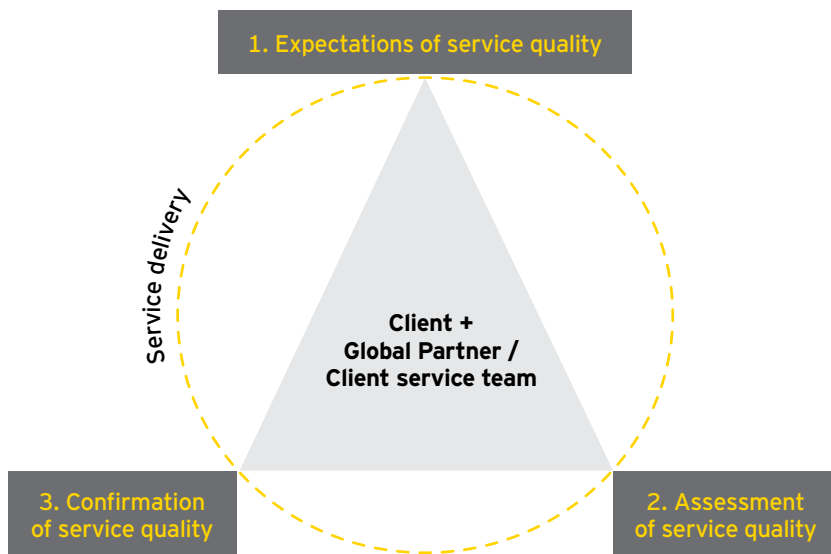 1. Expectations of service quality
Service delivery
Client +
Global Partner /
Client service team
3. Confirmation
of service quality
2. Assessment
of service quality